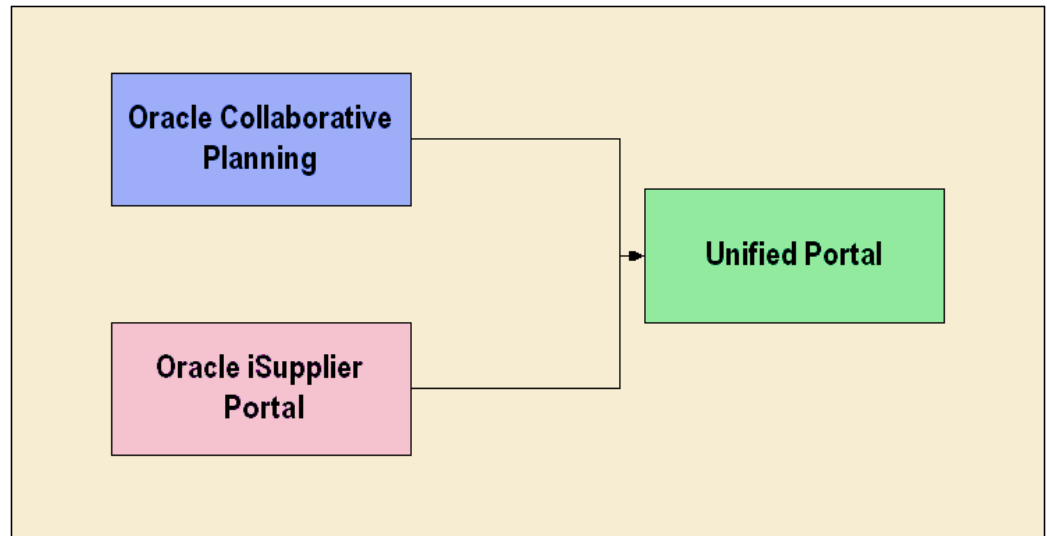 Oracle Collaborative
Planning
Unified Portal
Oracle iSupplier
Portal